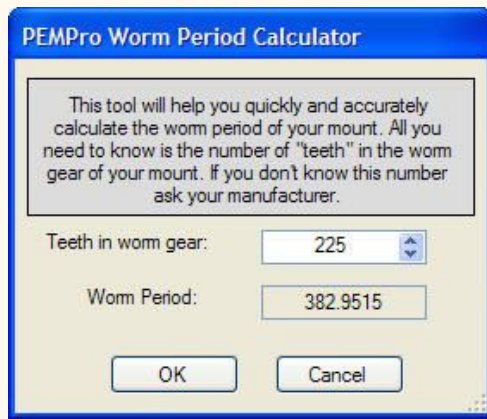 PEMPro Worm Period Calculator
This tool will help you quickly and accurately
calculate the worm period of your mount. All you
need to know is the number of "teeth" in the worm
gear of your mount. If you don't know this number
ask your manufacturer.
Teeth in worm gear: 225
Worm Period: 382.9515
OK Cancel